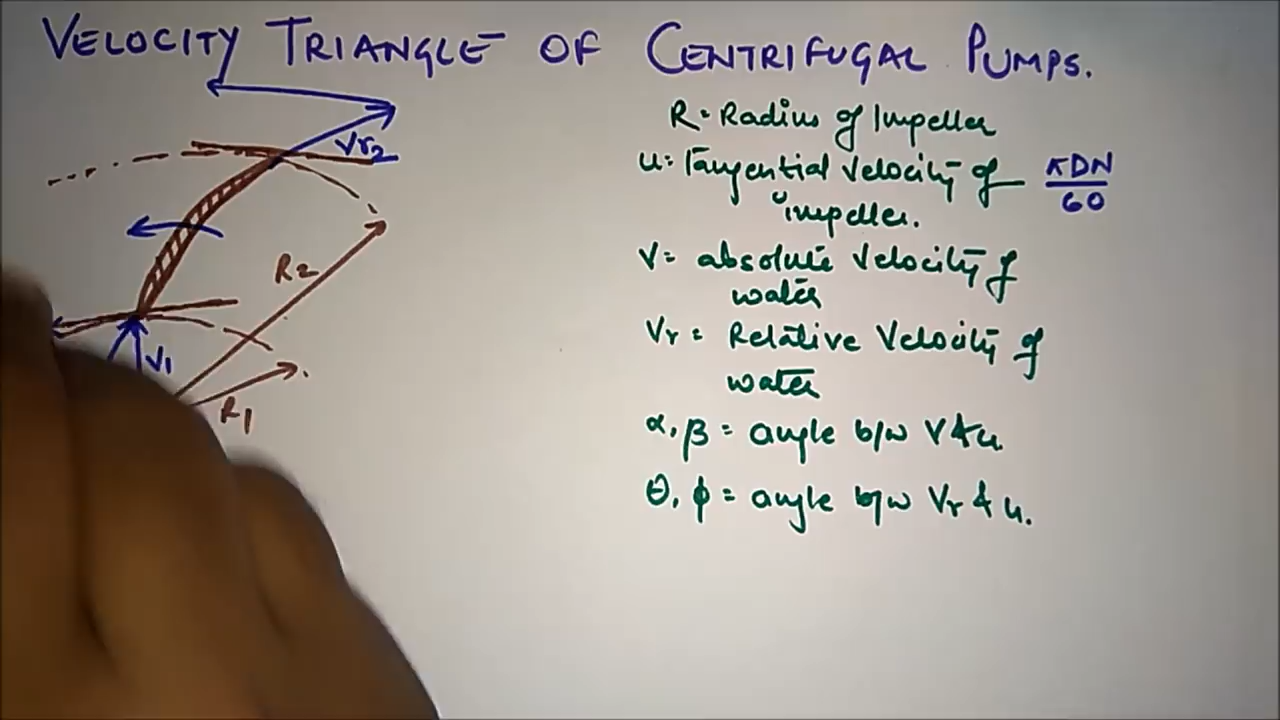 VELOCITY TRIANGLE OF CENTRIFUGAL PUMPS.
Vr2
R2
V1
R1
R = Radius of Impeller
u = Tangential velocity of πDN/60
impeller.
V = absolute velocity of
water
Vr = Relative Velocity of
water
α, β = angle b/w V & u
θ, φ = angle b/w Vr & u.